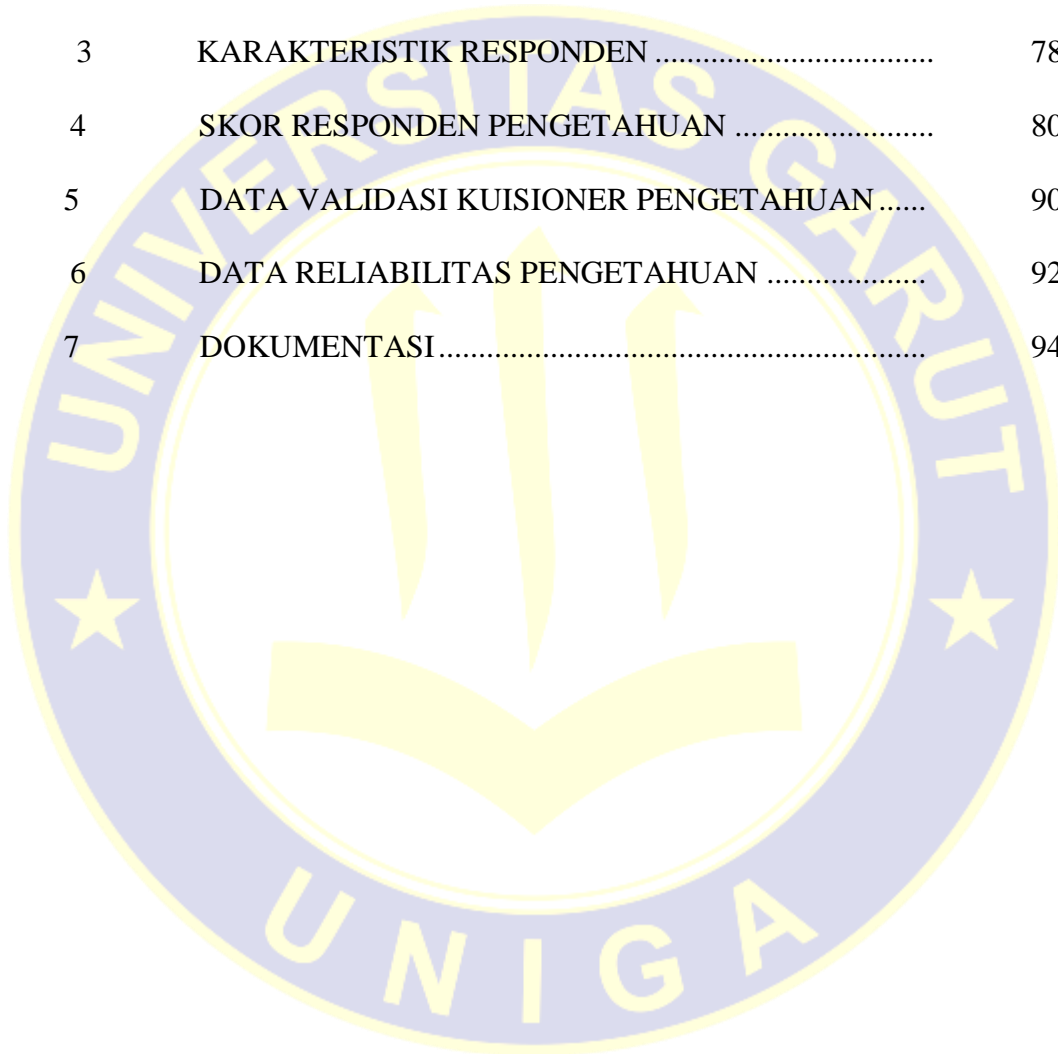 3 KARAKTERISTIK RESPONDEN ................................ 78
4 SKOR RESPONDEN PENGETAHUAN ....................... 80
5 DATA VALIDASI KUISIONER PENGETAHUAN ...... 90
6 DATA RELIABILITAS PENGETAHUAN ................... 92
7 DOKUMENTASI ........................................................ 94
UNIVERSITAS GARUT
UNIGA